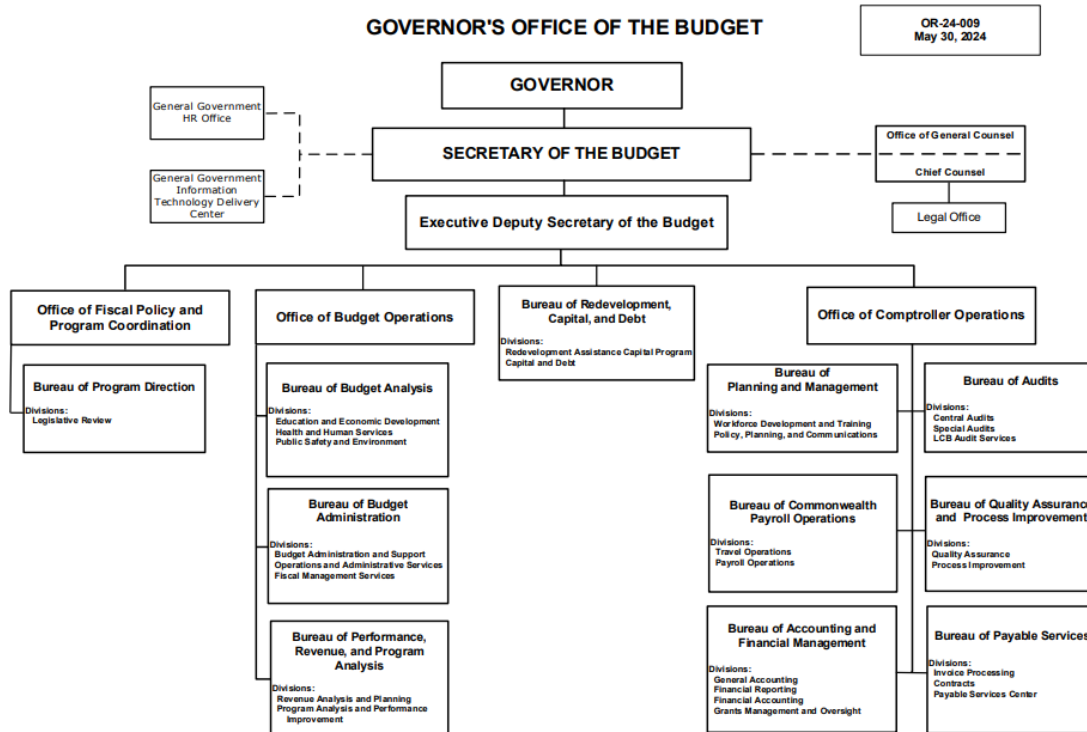 GOVERNOR'S OFFICE OF THE BUDGET
OR-24-009
May 30, 2024
GOVERNOR
General Government
HR Office
SECRETARY OF THE BUDGET
Office of General Counsel
Chief Counsel
General Government
Information
Technology Delivery
Center
Legal Office
Executive Deputy Secretary of the Budget
Office of Fiscal Policy and
Program Coordination
Bureau of Program Direction
Divisions:
Legislative Review
Office of Budget Operations
Bureau of Budget Analysis
Divisions:
Education and Economic Development
Health and Human Services
Public Safety and Environment
Bureau of Budget
Administration
Divisions:
Budget Administration and Support
Operations and Administrative Services
Fiscal Management Services
Bureau of Performance,
Revenue, and Program
Analysis
Divisions:
Revenue Analysis and Planning
Program Analysis and Performance
Improvement
Bureau of Redevelopment,
Capital, and Debt
Divisions:
Redevelopment Assistance Capital Program
Capital and Debt
Office of Comptroller Operations
Bureau of
Planning and Management
Divisions:
Workforce Development and Training
Policy, Planning, and Communications
Bureau of Audits
Divisions:
Central Audits
Special Audits
LCB Audit Services
Bureau of Commonwealth
Payroll Operations
Divisions:
Travel Operations
Payroll Operations
Bureau of Quality Assurance
and Process Improvement
Divisions:
Quality Assurance
Process Improvement
Bureau of Accounting and
Financial Management
Divisions:
General Accounting
Financial Reporting
Financial Accounting
Grants Management and Oversight
Bureau of Payable Services
Divisions:
Invoice Processing
Contracts
Payable Services Center